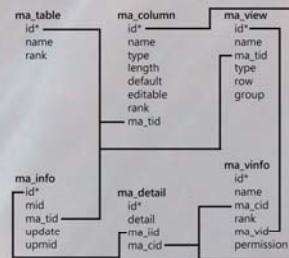 ma_table
id*
name
rank
ma_column
id*
name
type
length
default
editable
rank
ma_tid
ma_view
id*
name
ma_tid
type
row
group
ma_info
id*
mid
ma_tid
update
upmid
ma_detail
id*
detail
ma_iid
ma_cid
ma_vinfo
id*
name
ma_cid
rank
ma_vid
permission